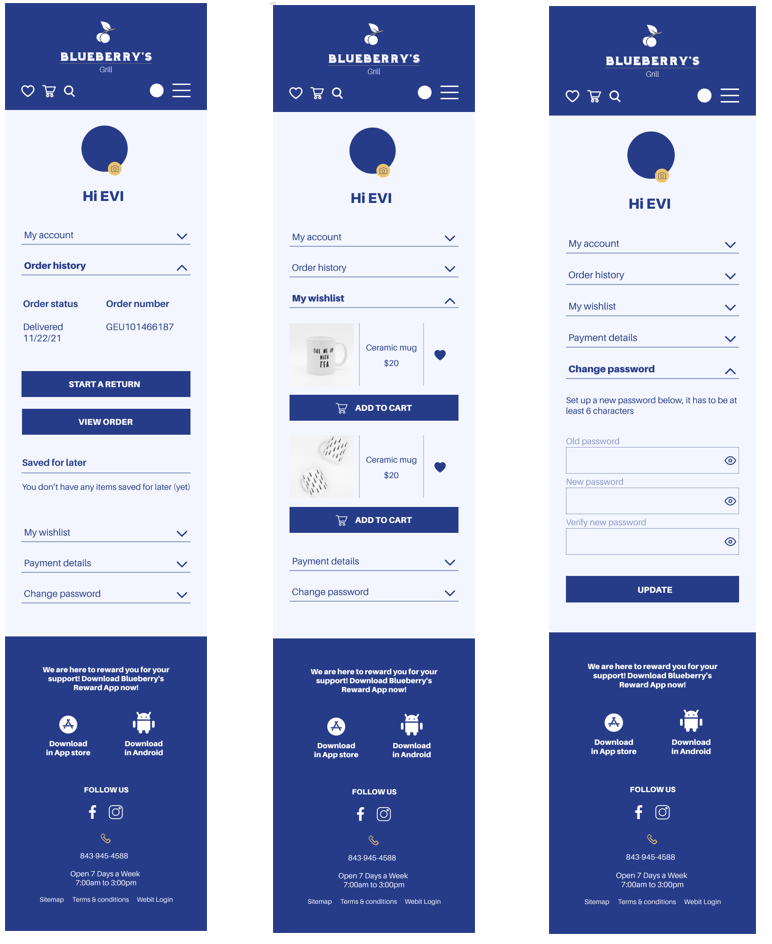 BLUEBERRY'S
Grill
Hi EVI
My account
Order history
Order status
Order number
Delivered
11/22/21
GEU101466187
START A RETURN
VIEW ORDER
Saved for later
You don't have any items saved for later (yet)
My wishlist
Payment details
Change password
We are here to reward you for your
support! Download Blueberry's
Reward App now!
Download
in App store
Download
in Android
FOLLOW US
843-945-4588
Open 7 Days a Week
7:00am to 3:00pm
Sitemap
Terms & conditions
Webit Login
BLUEBERRY'S
Grill
Hi EVI
My account
Order history
My wishlist
TAKE ME UP
WITH
TEA
Ceramic mug
$20
ADD TO CART
Ceramic mug
$20
ADD TO CART
Payment details
Change password
We are here to reward you for your
support! Download Blueberry's
Reward App now!
Download
in App store
Download
in Android
FOLLOW US
843-945-4588
Open 7 Days a Week
7:00am to 3:00pm
Sitemap
Terms & conditions
Webit Login
BLUEBERRY'S
Grill
Hi EVI
My account
Order history
My wishlist
Payment details
Change password
Set up a new password below, it has to be at
least 6 characters
Old password
New password
Verify new password
UPDATE
We are here to reward you for your
support! Download Blueberry's
Reward App now!
Download
in App store
Download
in Android
FOLLOW US
843-945-4588
Open 7 Days a Week
7:00am to 3:00pm
Sitemap
Terms & conditions
Webit Login